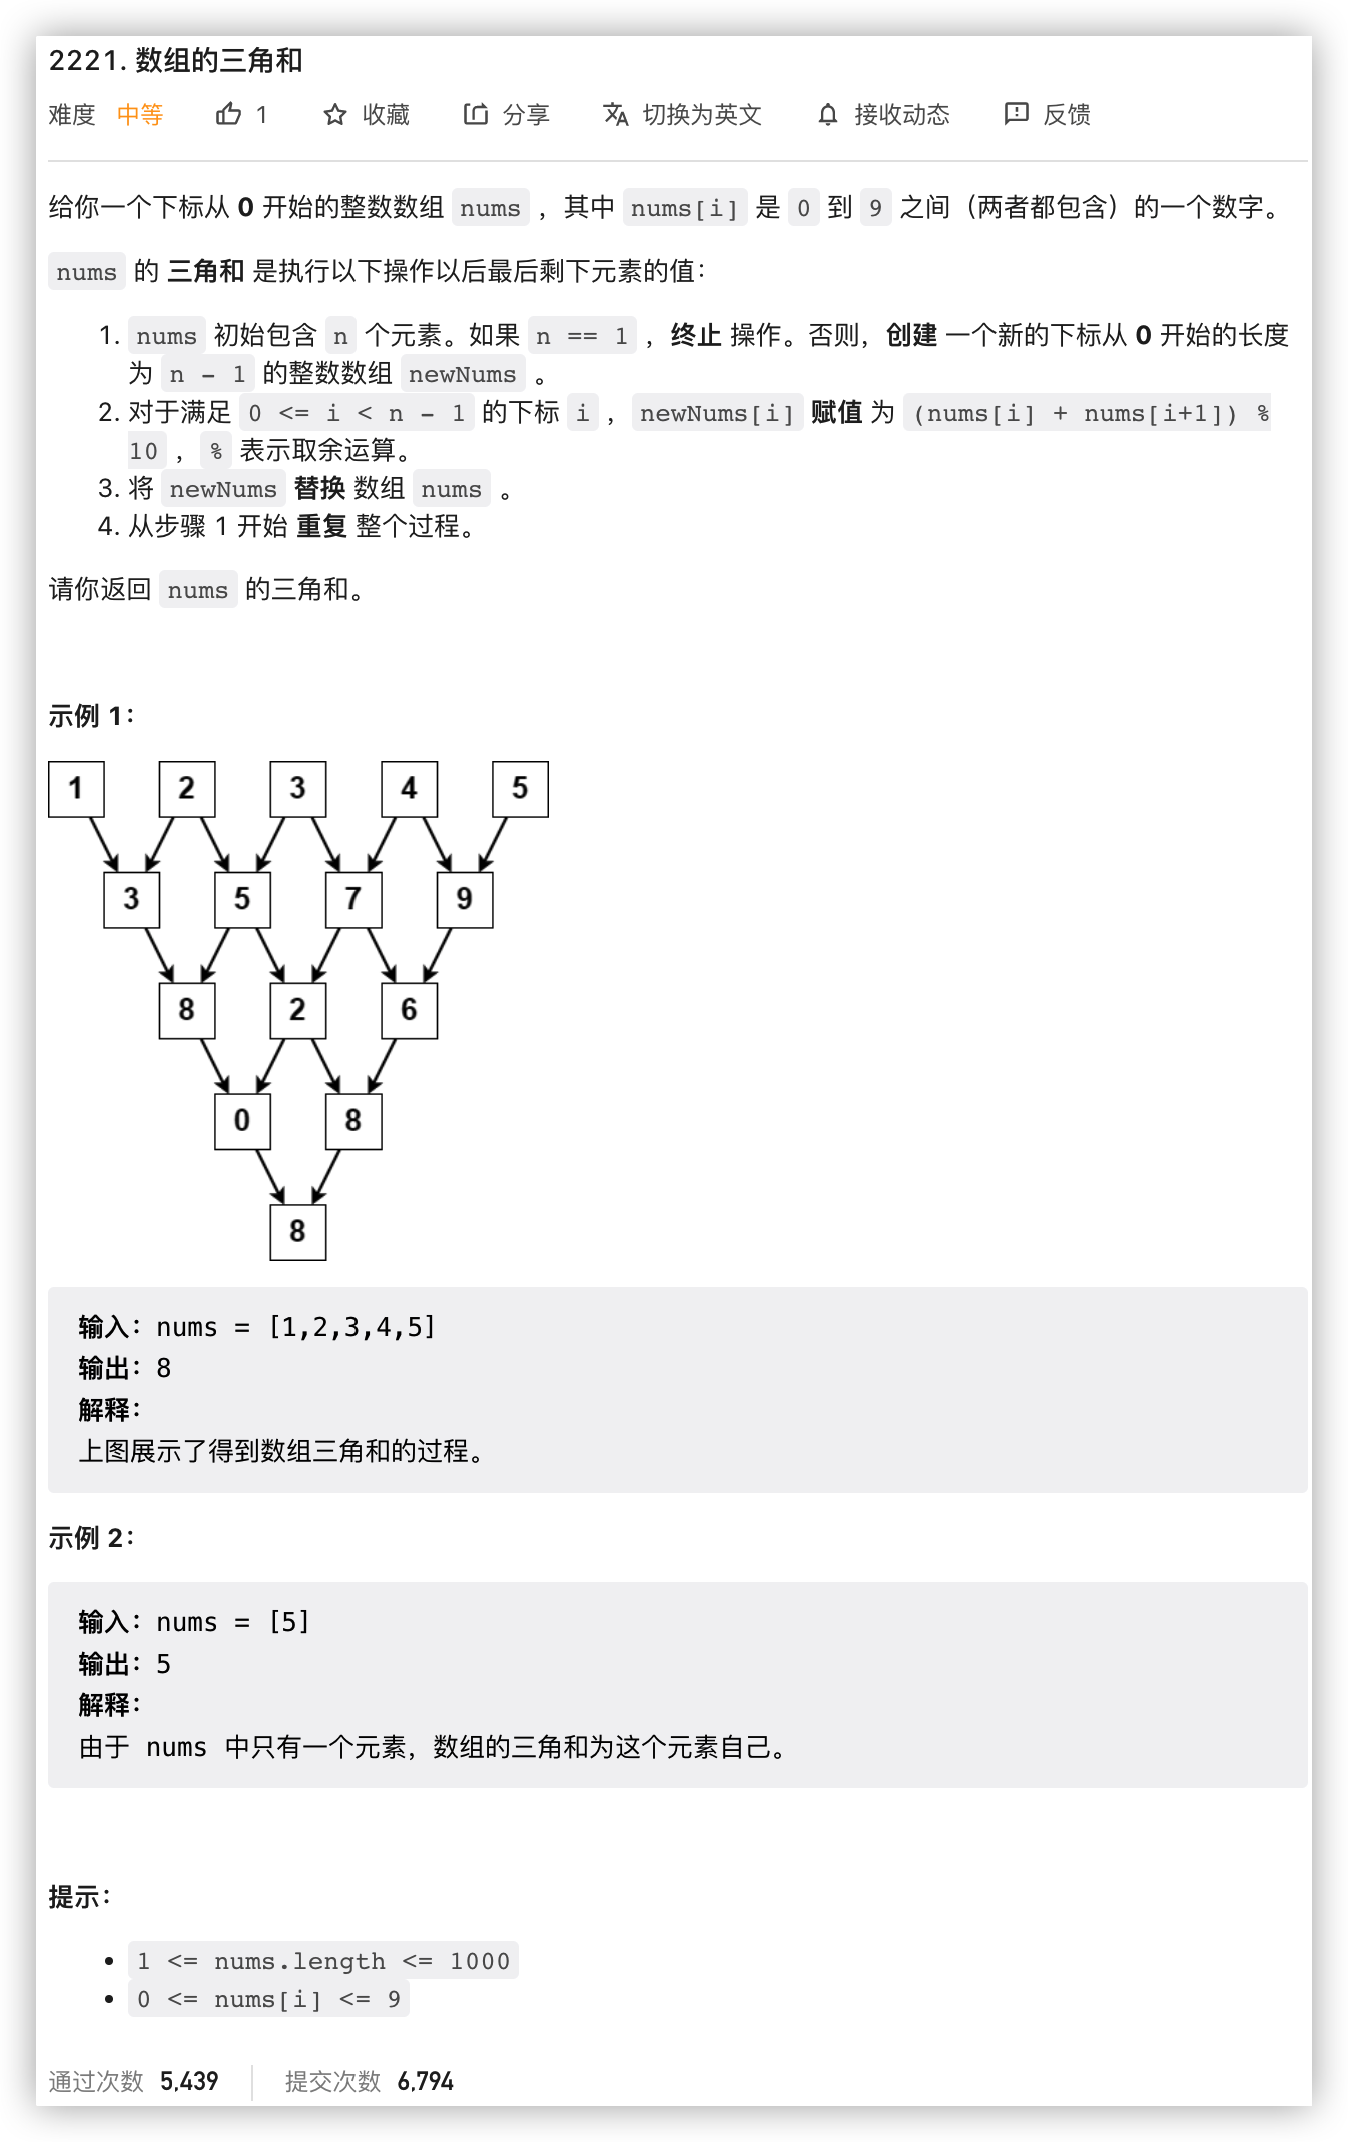 2221. 数组的三角和
难度 中等 1 收藏 分享 切换为英文 接收动态 反馈
给你一个下标从 0 开始的整数数组 nums ，其中 nums[i] 是 0 到 9 之间（两者都包含）的一个数字。
nums 的 三角和 是执行以下操作以后最后剩下元素的值：
1. nums 初始包含 n 个元素。如果 n == 1 ，终止 操作。否则，创建 一个新的下标从 0 开始的长度
为 n - 1 的整数数组 newNums 。
2. 对于满足 0 <= i < n - 1 的下标 i ，newNums[i] 赋值 为 (nums[i] + nums[i+1]) %
10 ，% 表示取余运算。
3. 将 newNums 替换 数组 nums 。
4. 从步骤 1 开始 重复 整个过程。
请你返回 nums 的三角和。
示例 1：
1 2 3 4 5
3 5 7 9
8 2 6
0 8
8
输入：nums = [1,2,3,4,5]
输出：8
解释：
上图展示了得到数组三角和的过程。
示例 2：
输入：nums = [5]
输出：5
解释：
由于 nums 中只有一个元素，数组的三角和为这个元素自己。
提示：
• 1 <= nums.length <= 1000
• 0 <= nums[i] <= 9
通过次数 5,439 提交次数 6,794